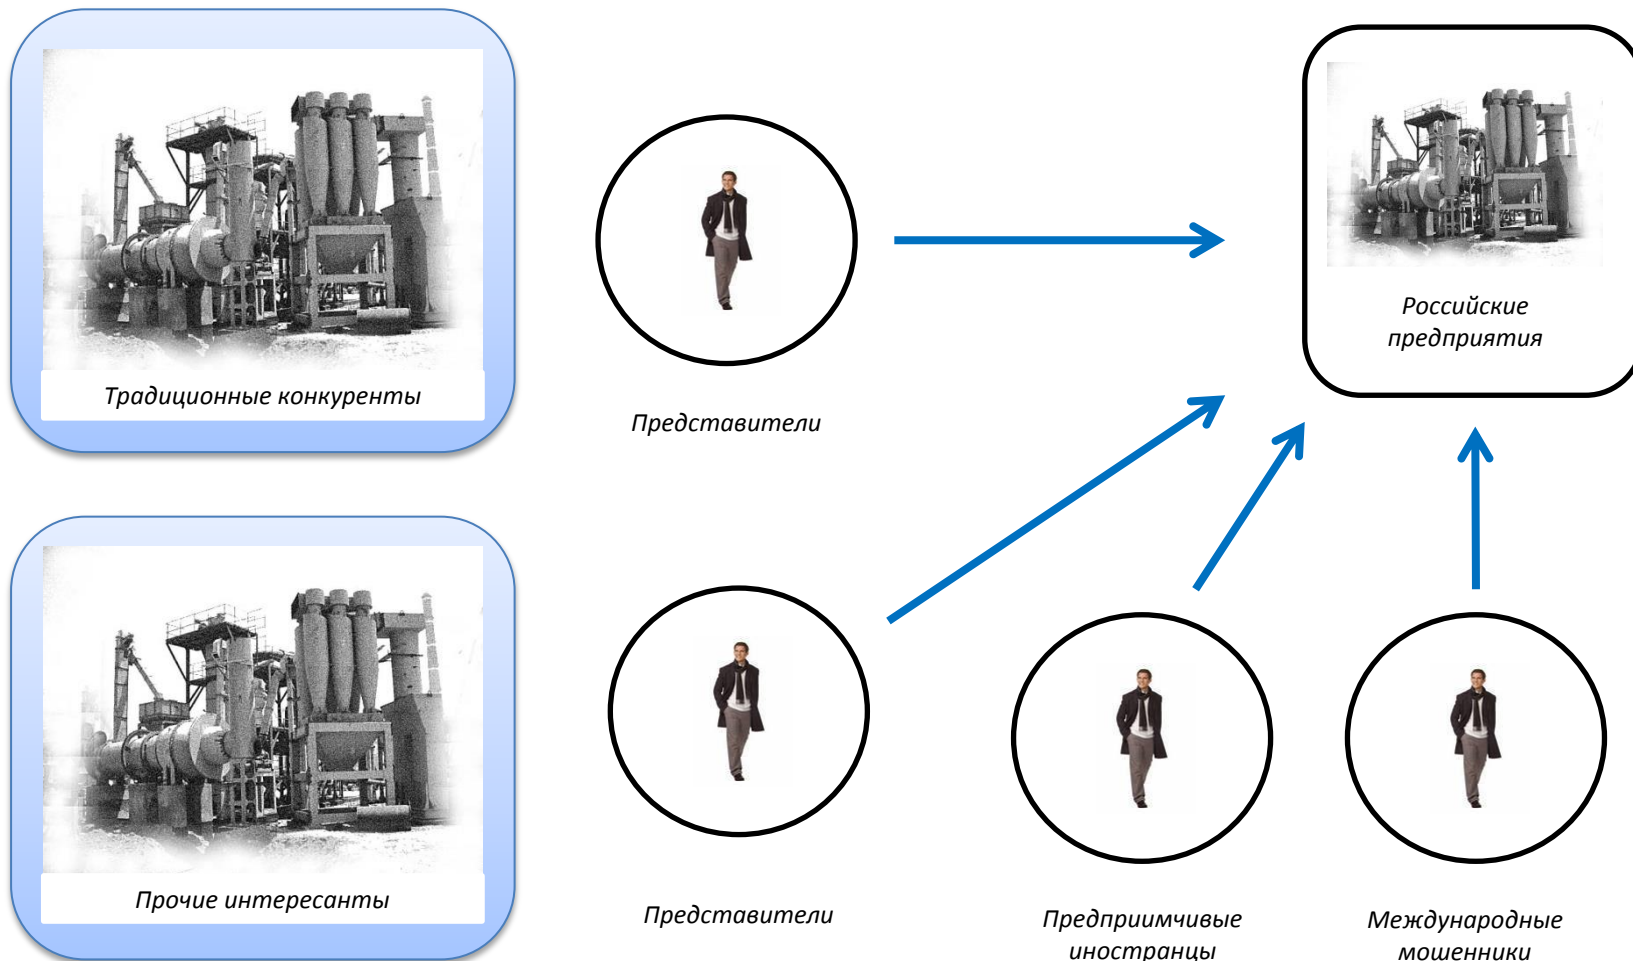 Российские
предприятия
Традиционные конкуренты
Представители
Прочие интересанты
Представители
Предприимчивые
иностранцы
Международные
мошенники